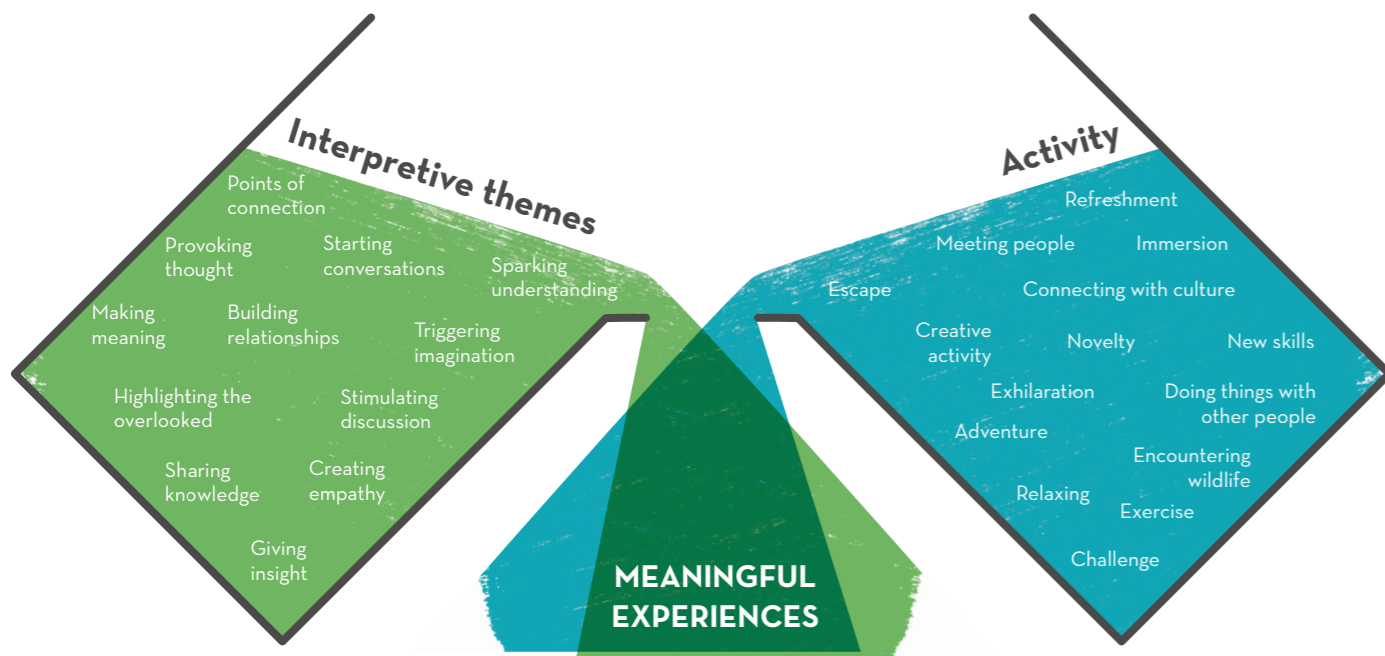 Interpretive themes
Points of
connection
Provoking
thought
Starting
conversations
Sparking
understanding
Making
meaning
Building
relationships
Triggering
imagination
Highlighting the
overlooked
Stimulating
discussion
Sharing
knowledge
Creating
empathy
Giving
insight
Activity
Refreshment
Meeting people
Immersion
Escape
Connecting with culture
Creative
activity
Novelty
New skills
Exhilaration
Doing things with
other people
Adventure
Encountering
wildlife
Relaxing
Exercise
Challenge
MEANINGFUL
EXPERIENCES